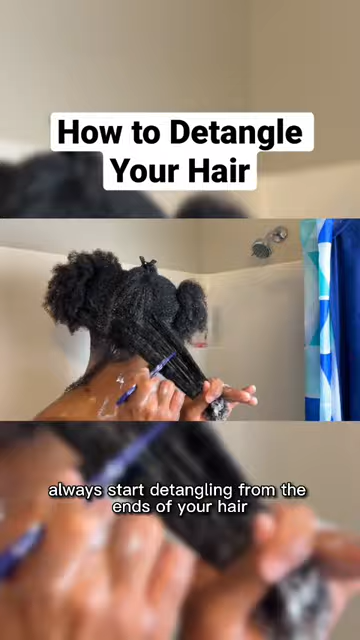 How to Detangle
Your Hair
always start detangling from the
ends of your hair